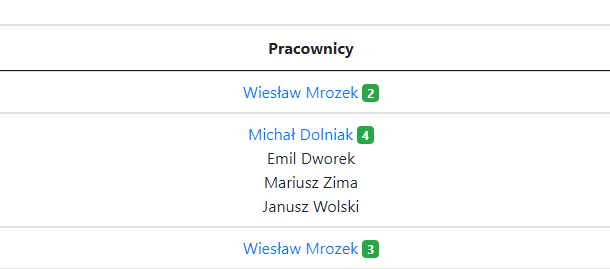 Pracownicy
Wiesław Mrozek 2
Michał Dolniak 4
Emil Dworek
Mariusz Zima
Janusz Wolski
Wiesław Mrozek 3